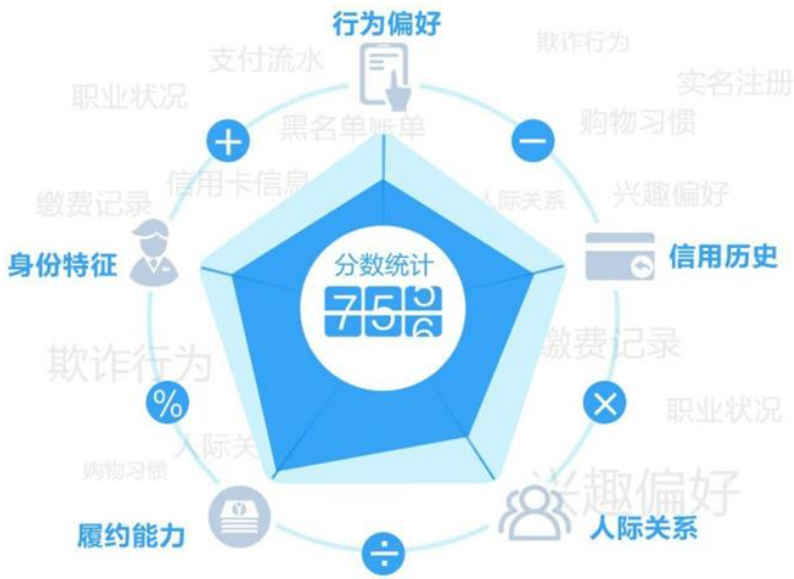 行为偏好
欺诈行为
支付流水
实名注册
职业状况
购物习惯
黑名单账单
信用卡信息
缴费记录
人际关系
兴趣偏好
身份特征
信用历史
分数统计
75
5
6
缴费记录
欺诈行为
%
职业状况
人际关
购物习惯
兴趣偏好
履约能力
人际关系